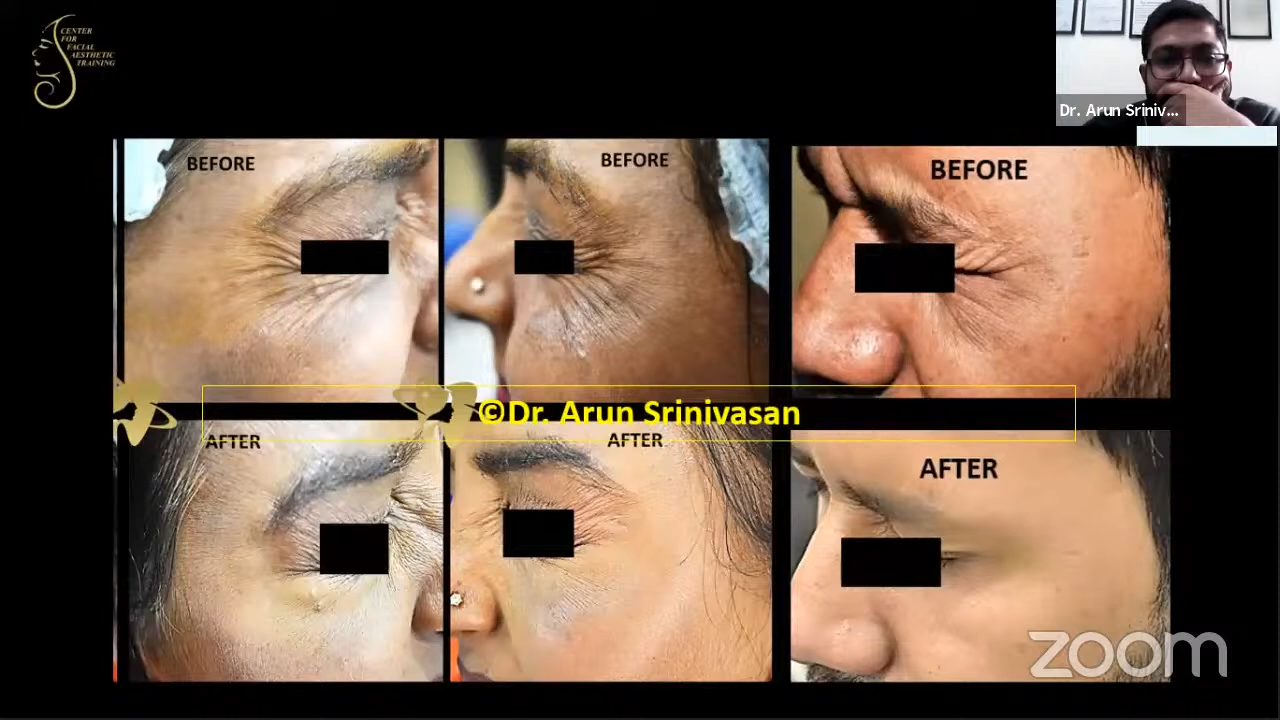 CENTER
FOR
FACIAL
AESTHETIC
TRAINING
Dr. Arun Sriniv...
BEFORE
BEFORE
BEFORE
©Dr. Arun Srinivasan
AFTER
AFTER
AFTER
zoom